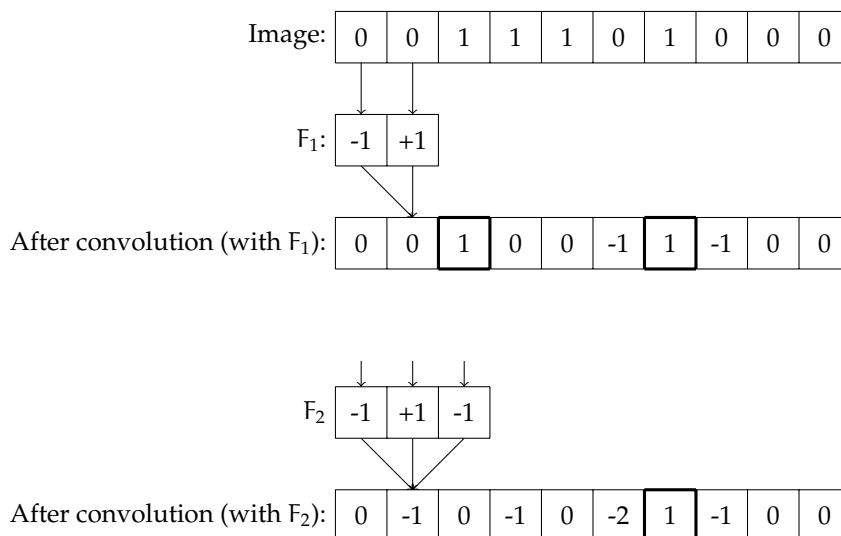 Image: 0 0 1 1 1 0 1 0 0 0
F₁: -1 +1
After convolution (with F₁): 0 0 1 0 0 -1 1 -1 0 0
F₂ -1 +1 -1
After convolution (with F₂): 0 -1 0 -1 0 -2 1 -1 0 0